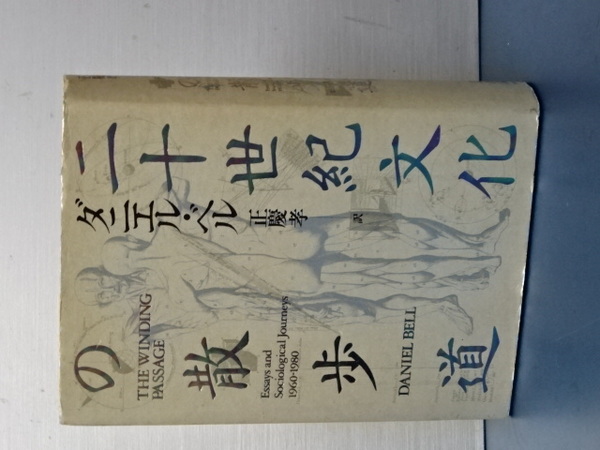 二十世紀文化
の散歩道
ダニエル・ベル
正慶孝
訳
THE WINDING
PASSAGE
Essays and
Sociological Journeys
1960-1980
DANIEL BELL